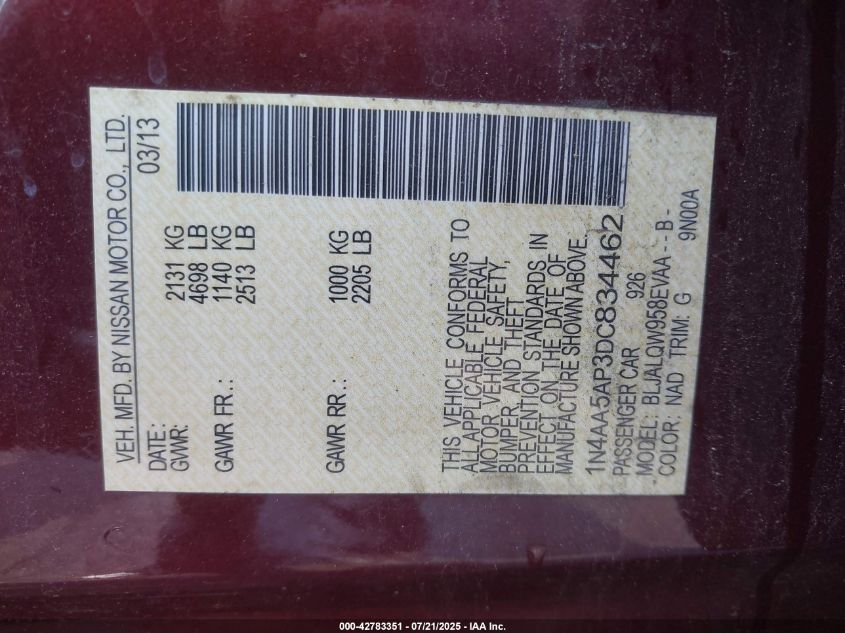 VEH. MFD. BY NISSAN MOTOR CO., LTD.
DATE: 03/13
GVWR: 2131 KG
4698 LB
GAWR FR.: 1140 KG
2513 LB
GAWR RR.: 1000 KG
2205 LB
THIS VEHICLE CONFORMS TO
ALL APPLICABLE FEDERAL
MOTOR VEHICLE SAFETY,
BUMPER, AND THEFT
PREVENTION STANDARDS IN
EFFECT ON THE DATE OF
MANUFACTURE SHOWN ABOVE.
1N4AA5AP3DC834462
PASSENGER CAR 926
MODEL: BLJALQW958EVAA - - B -
COLOR: NAD TRIM: G 9N00A
000-42783351 - 07/21/2025 - IAA Inc.